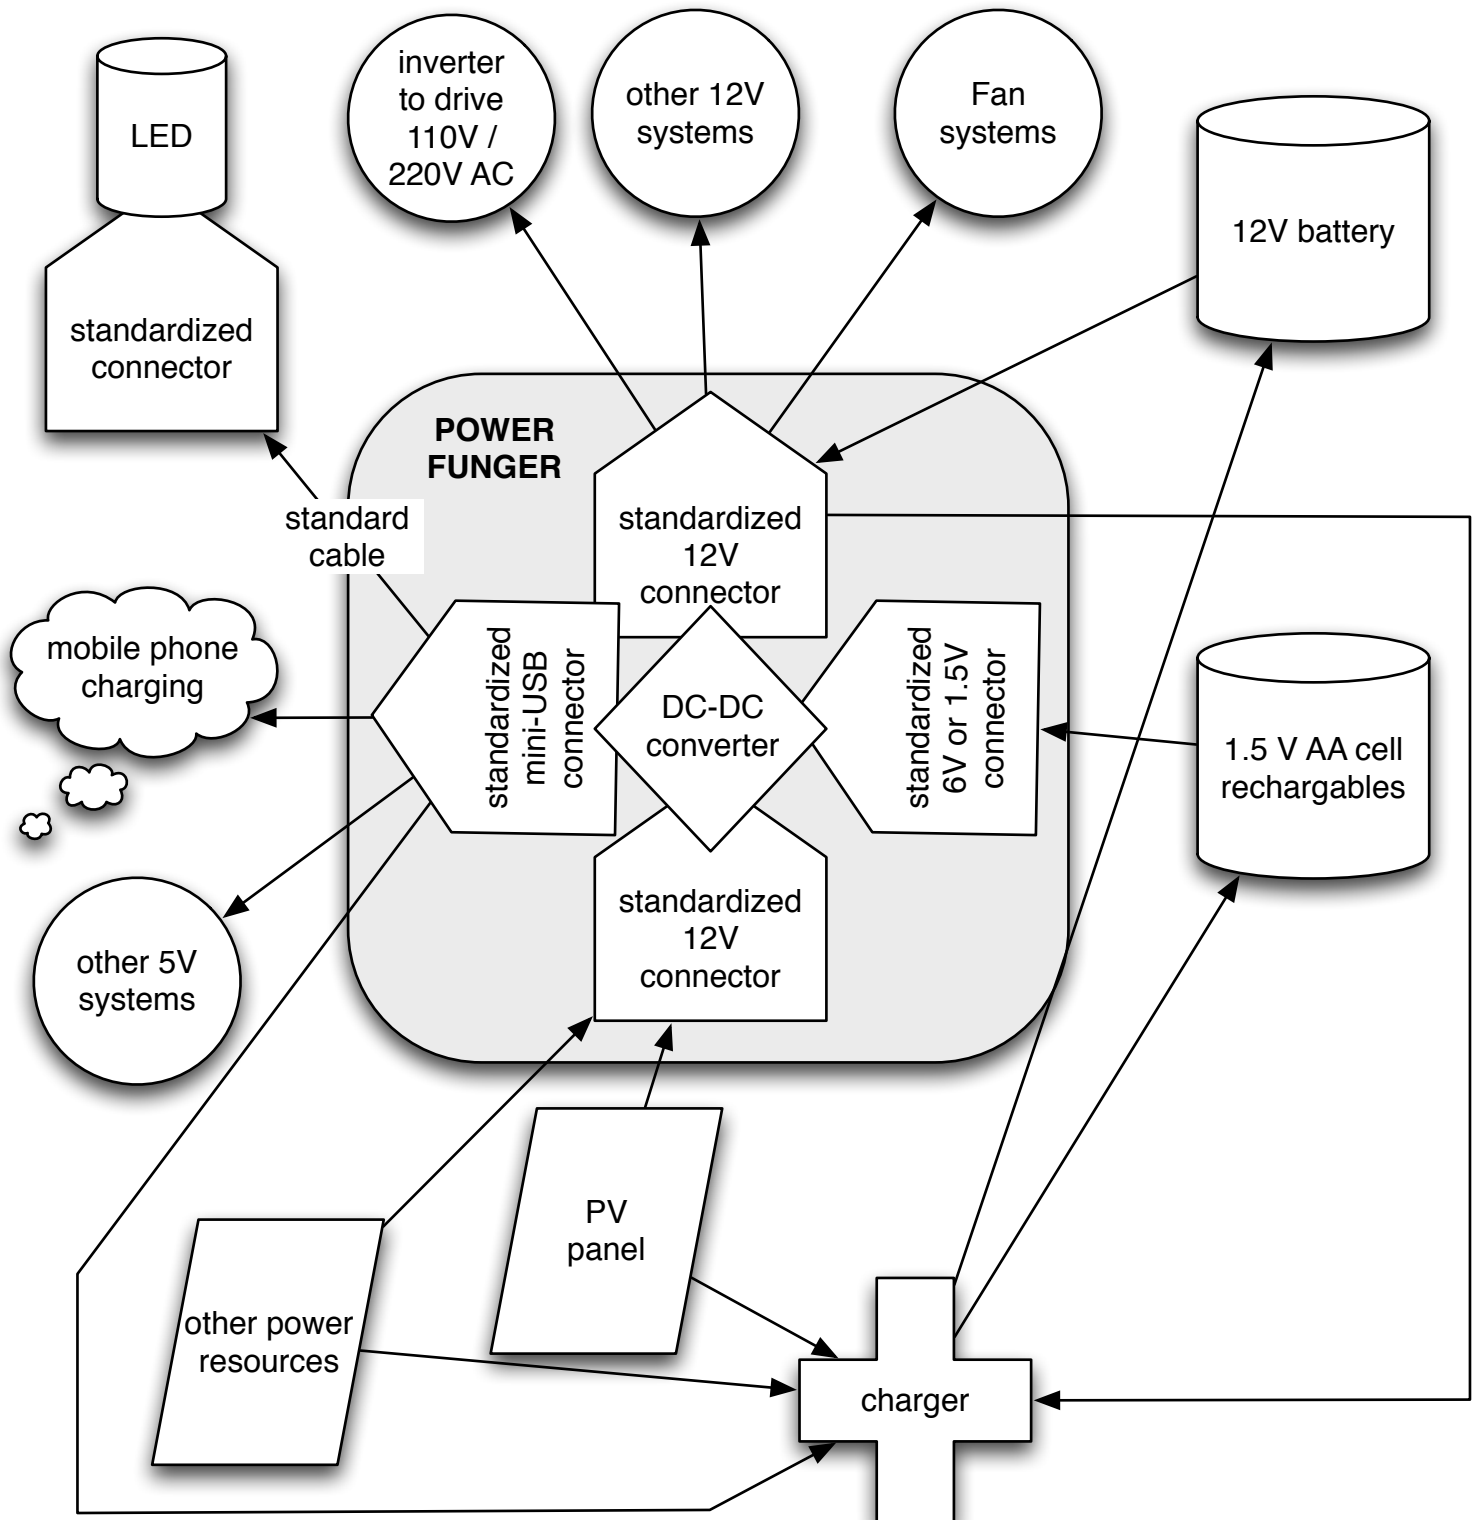 inverter
to drive
110V /
220V AC
other 12V
systems
Fan
systems
LED
12V battery
standardized
connector
POWER
FUNGER
standard
cable
standardized
12V
connector
mobile phone
charging
standardized
mini-USB
connector
DC-DC
converter
standardized
6V or 1.5V
connector
1.5 V AA cell
rechargables
other 5V
systems
standardized
12V
connector
PV
panel
other power
resources
charger